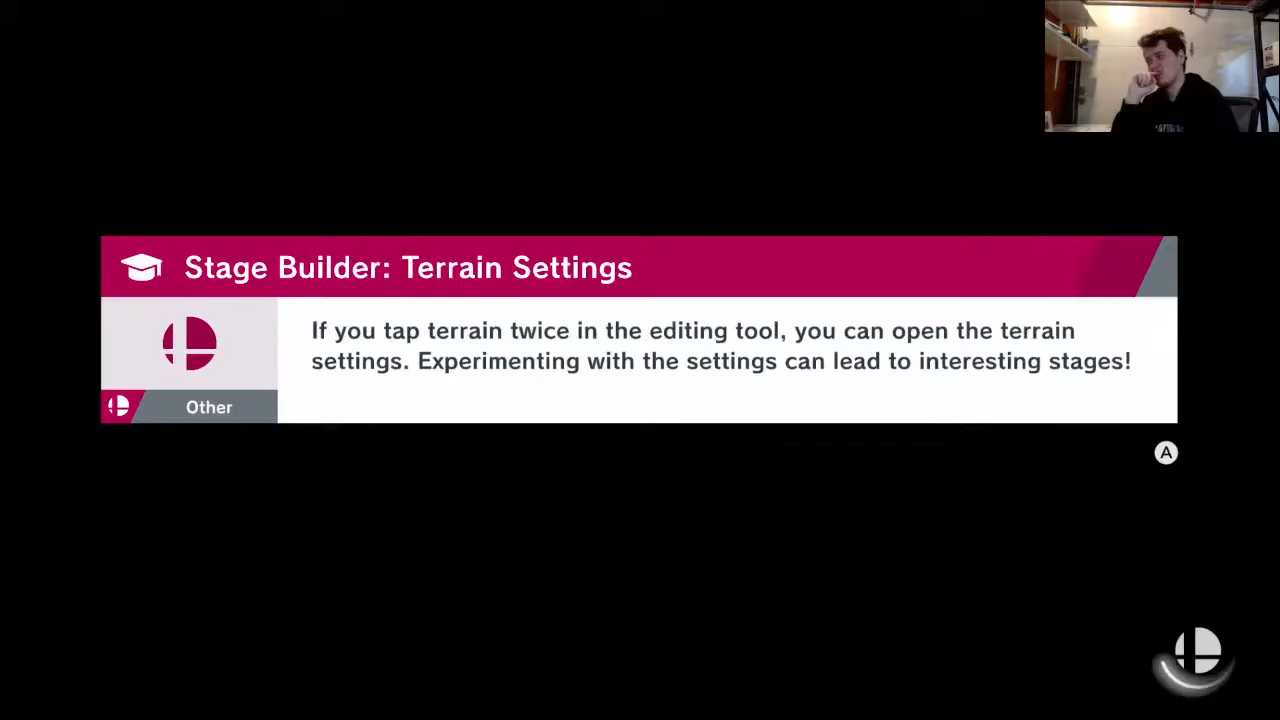 Stage Builder: Terrain Settings
If you tap terrain twice in the editing tool, you can open the terrain
settings. Experimenting with the settings can lead to interesting stages!
Other
A